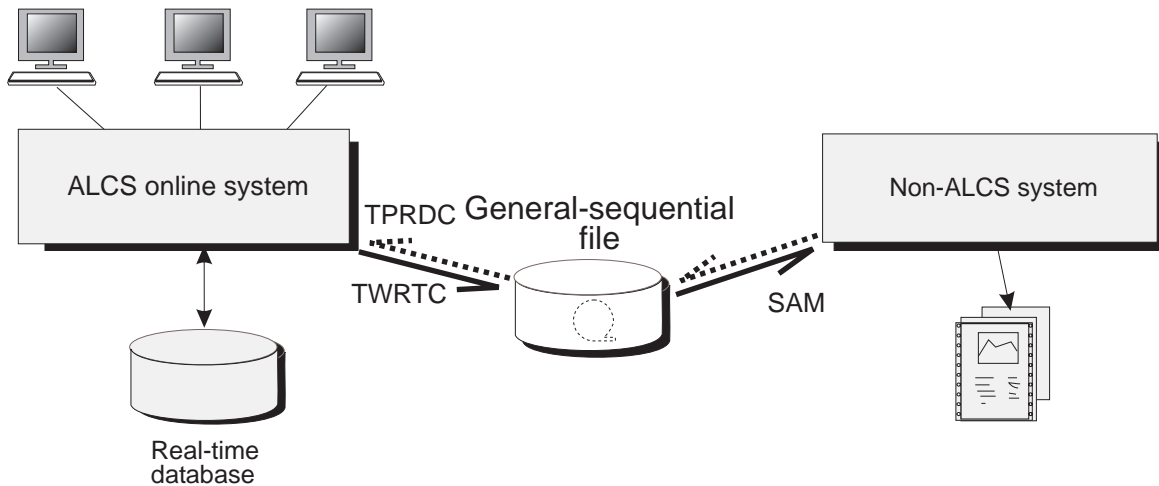 ALCS online system
Non-ALCS system
TPRDC
General-sequential
file
TWRTC
SAM
Real-time
database